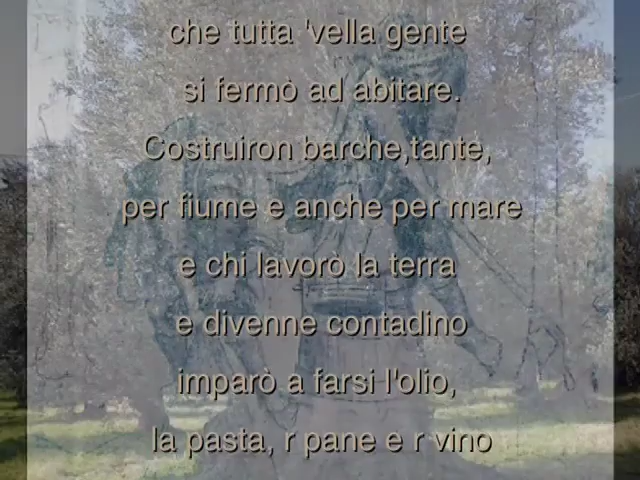 che tutta 'vella gente
si fermò ad abitare.
Costruiron barche,tante,
per fiume e anche per mare
e chi lavorò la terra
e divenne contadino
imparò a farsi l'olio,
la pasta, r pane e r vino